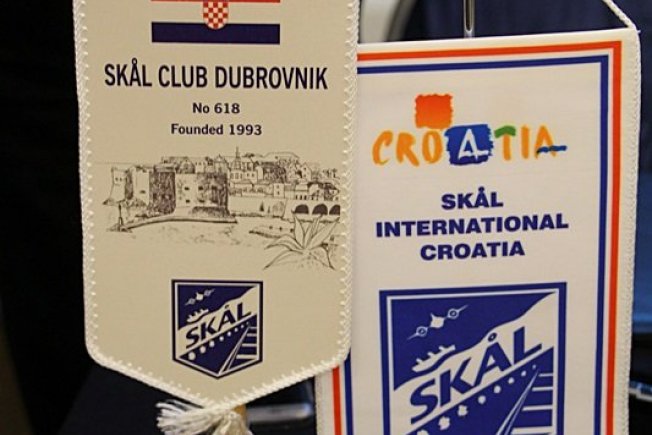 SKÅL CLUB DUBROVNIK
No 618
Founded 1993
SKÅL
CROATIA
SKÅL
INTERNATIONAL
CROATIA
SKÅL